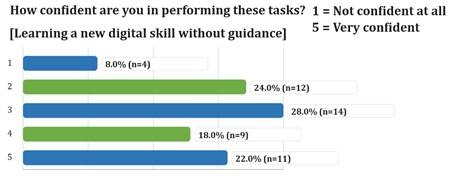 How confident are you in performing these tasks?
1 = Not confident at all
5 = Very confident
[Learning a new digital skill without guidance]
1
8.0% (n=4)
2
24.0% (n=12)
3
28.0% (n=14)
4
18.0% (n=9)
5
22.0% (n=11)